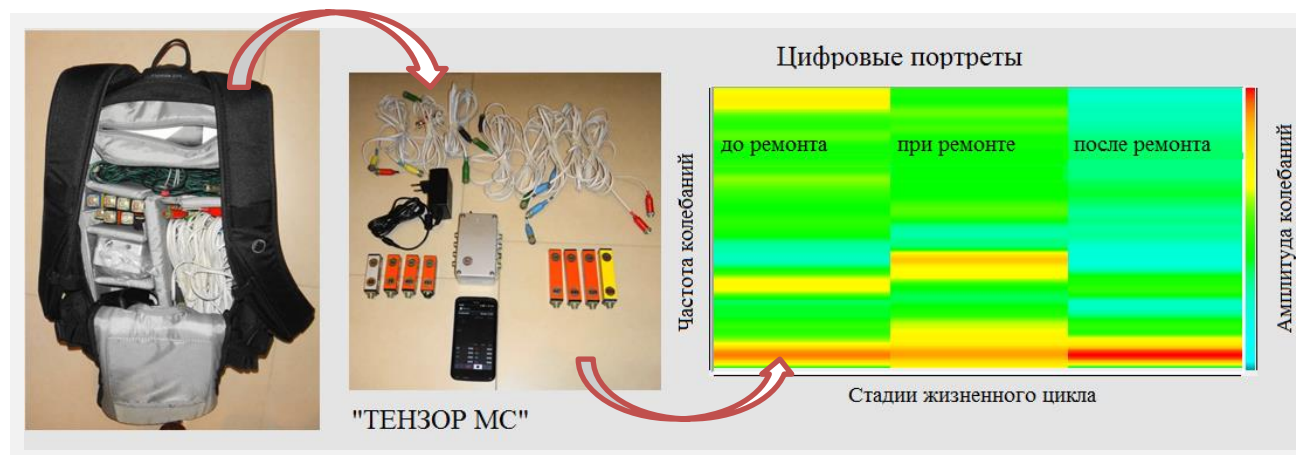 Цифровые портреты
до ремонта
при ремонте
после ремонта
Частота колебаний
Амплитуда колебаний
Стадии жизненного цикла
"ТЕНЗОР МС"